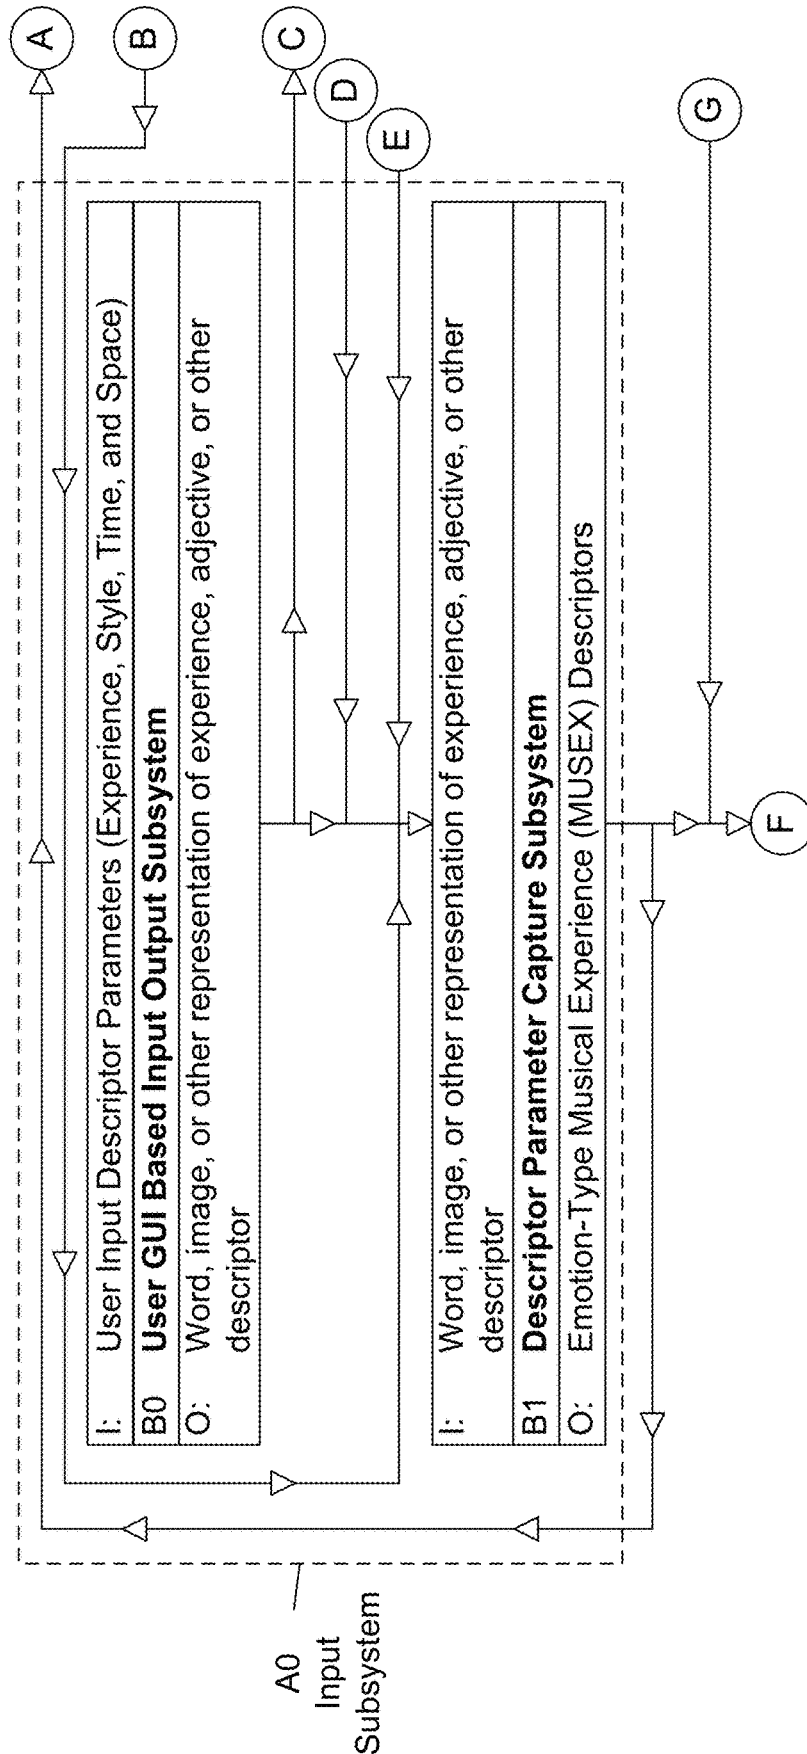 A
B
C
D
E
G
I: User Input Descriptor Parameters (Experience, Style, Time, and Space)
B0 User GUI Based Input Output Subsystem
O: Word, image, or other representation of experience, adjective, or other
descriptor
I: Word, image, or other representation of experience, adjective, or other
descriptor
B1 Descriptor Parameter Capture Subsystem
O: Emotion-Type Musical Experience (MUSEX) Descriptors
F
A0
Input
Subsystem